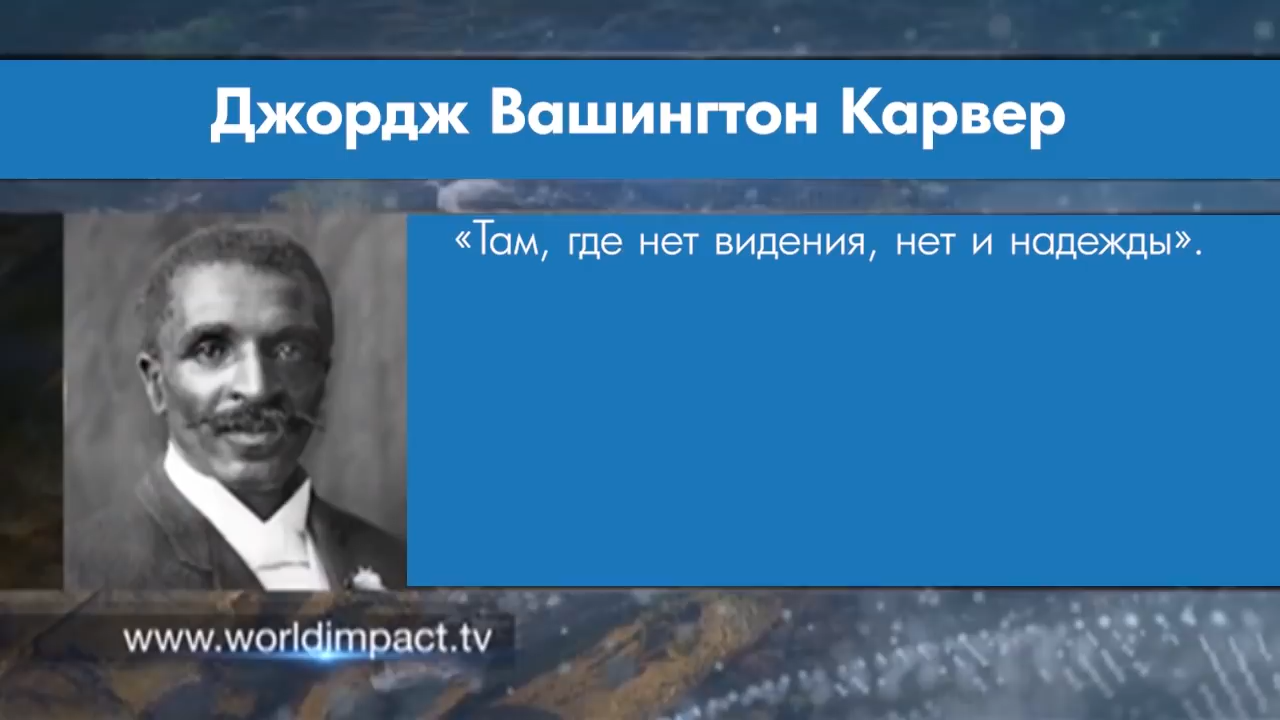 Джордж Вашингтон Карвер
«Там, где нет видения, нет и надежды».
www.worldimpact.tv